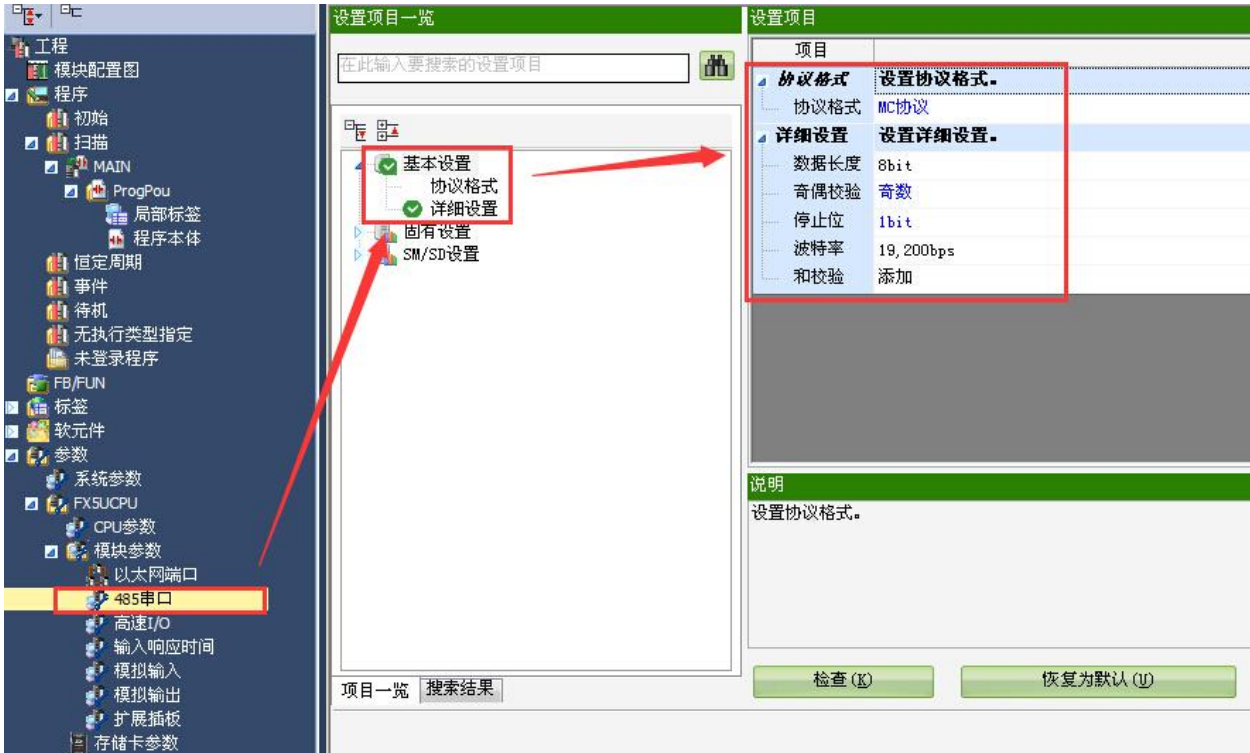 工程
模块配置图
程序
初始
扫描
MAIN
ProgPou
局部标签
程序本体
恒定周期
事件
待机
无执行类型指定
未登录程序
FB/FUN
标签
软元件
参数
系统参数
FX5UCPU
CPU参数
模块参数
以太网端口
485串口
高速I/O
输入响应时间
模拟输入
模拟输出
扩展插板
存储卡参数
设置项目一览
在此输入要搜索的设置项目
基本设置
协议格式
详细设置
固有设置
SM/SD设置
项目一览 搜索结果
设置项目
项目
协议格式 设置协议格式。
协议格式 MC协议
详细设置 设置详细设置。
数据长度 8bit
奇偶校验 奇数
停止位 1bit
波特率 19,200bps
和校验 添加
说明
设置协议格式。
检查(K) 恢复为默认(U)